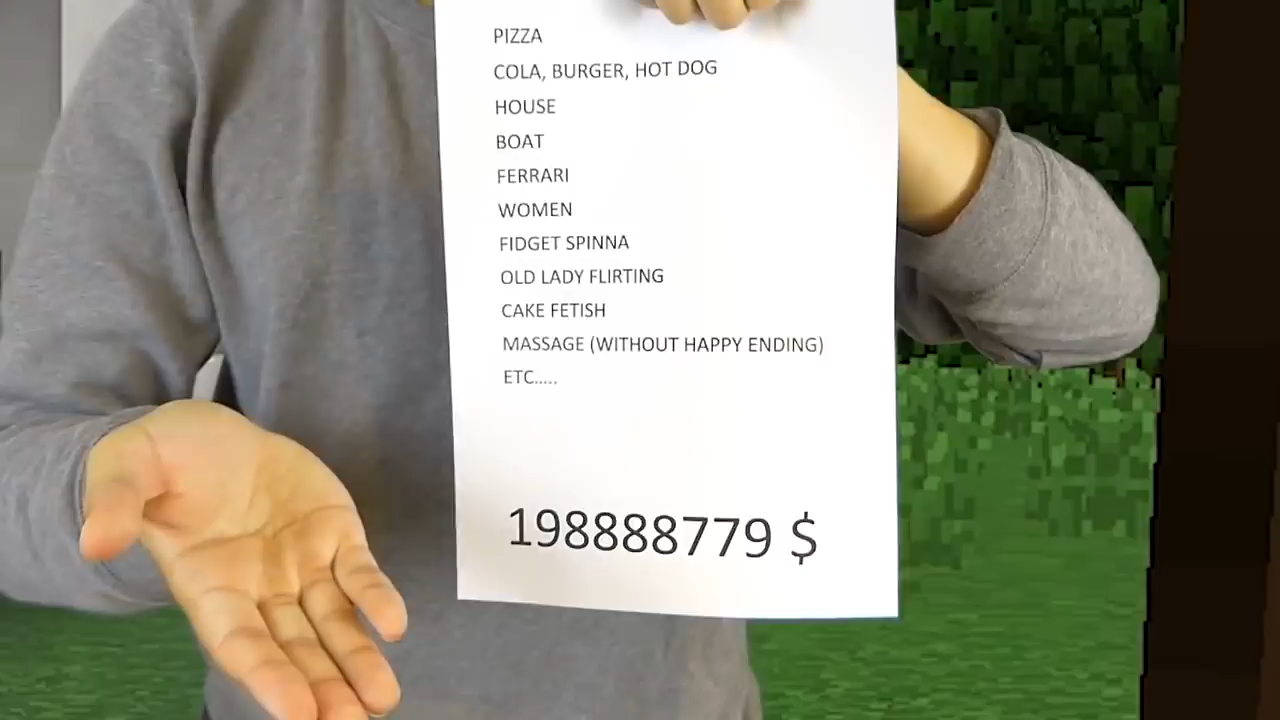 PIZZA
COLA, BURGER, HOT DOG
HOUSE
BOAT
FERRARI
WOMEN
FIDGET SPINNA
OLD LADY FLIRTING
CAKE FETISH
MASSAGE (WITHOUT HAPPY ENDING)
ETC.....
198888779 $